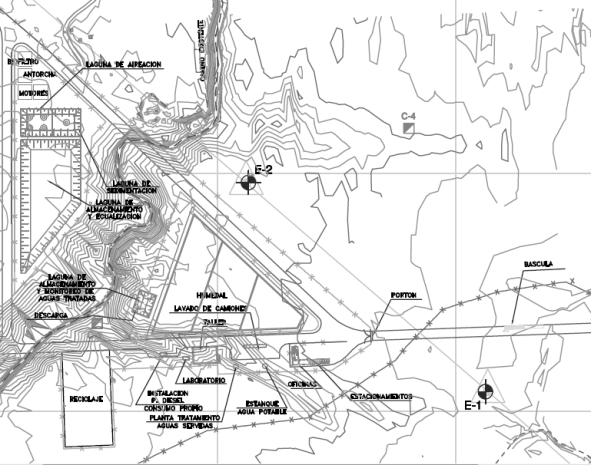 CAMINO EXISTENTE
BIOFILTRO
ANTORCHA
MOTORES
LAGUNA DE AIREACION
C-4
E-2
LAGUNA DE
SEDIMENTACION
LAGUNA DE
ALMACENAMIENTO
Y ECUALIZACION
LAGUNA DE
ALMACENAMIENTO
Y MONITOREO DE
AGUAS TRATADAS
DESCARGA
HUMEDAL
LAVADO DE CAMIONES
TALLER
PORTON
BASCULA
RECICLAJE
LABORATORIO
INSTALACION
P. DIESEL
CONSUMO PROPIO
PLANTA TRATAMIENTO
AGUAS SERVIDAS
ESTANQUE
AGUA POTABLE
OFICINAS
ESTACIONAMIENTOS
E-1